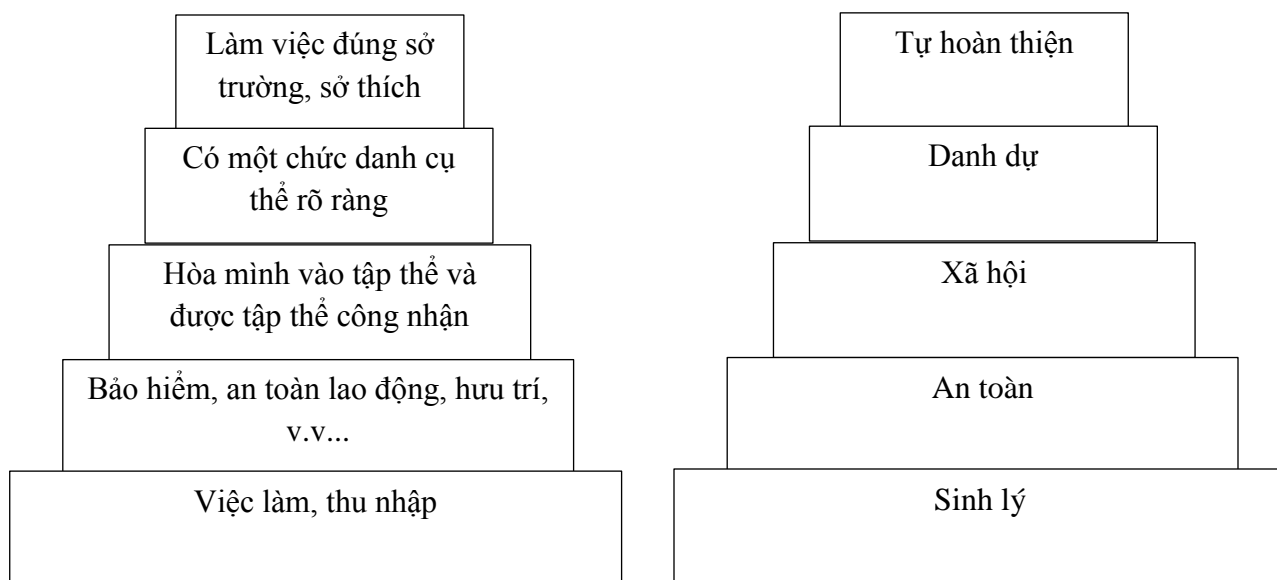 Làm việc đúng sở
trường, sở thích
Có một chức danh cụ
thể rõ ràng
Hòa mình vào tập thể và
được tập thể công nhận
Bảo hiểm, an toàn lao động, hưu trí,
v.v...
Việc làm, thu nhập
Tự hoàn thiện
Danh dự
Xã hội
An toàn
Sinh lý